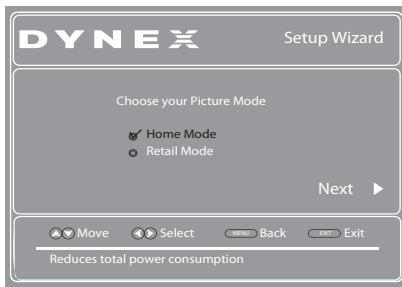 DYNEX
Setup Wizard
Choose your Picture Mode
Home Mode
Retail Mode
Next
Move Select MENU Back EXIT Exit
Reduces total power consumption